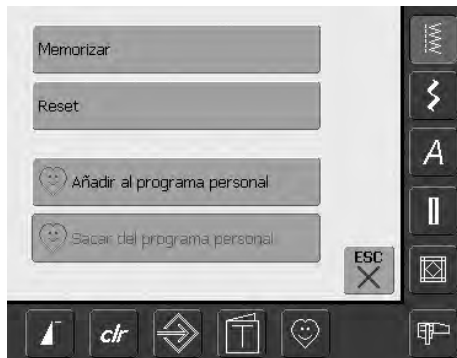 Memorizar
Reset
Añadir al programa personal
Sacar del programa personal
ESC
A
clr
T